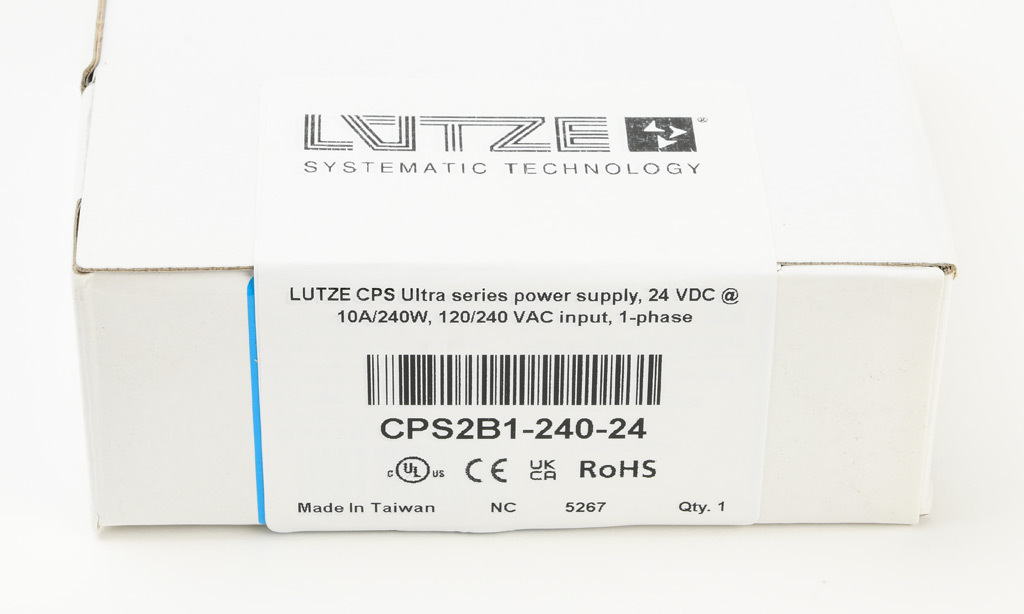 LUTZE ®
SYSTEMATIC TECHNOLOGY
LUTZE CPS Ultra series power supply, 24 VDC @
10A/240W, 120/240 VAC input, 1-phase
CPS2B1-240-24
c UL US CE UK CA RoHS
Made In Taiwan NC 5267 Qty. 1